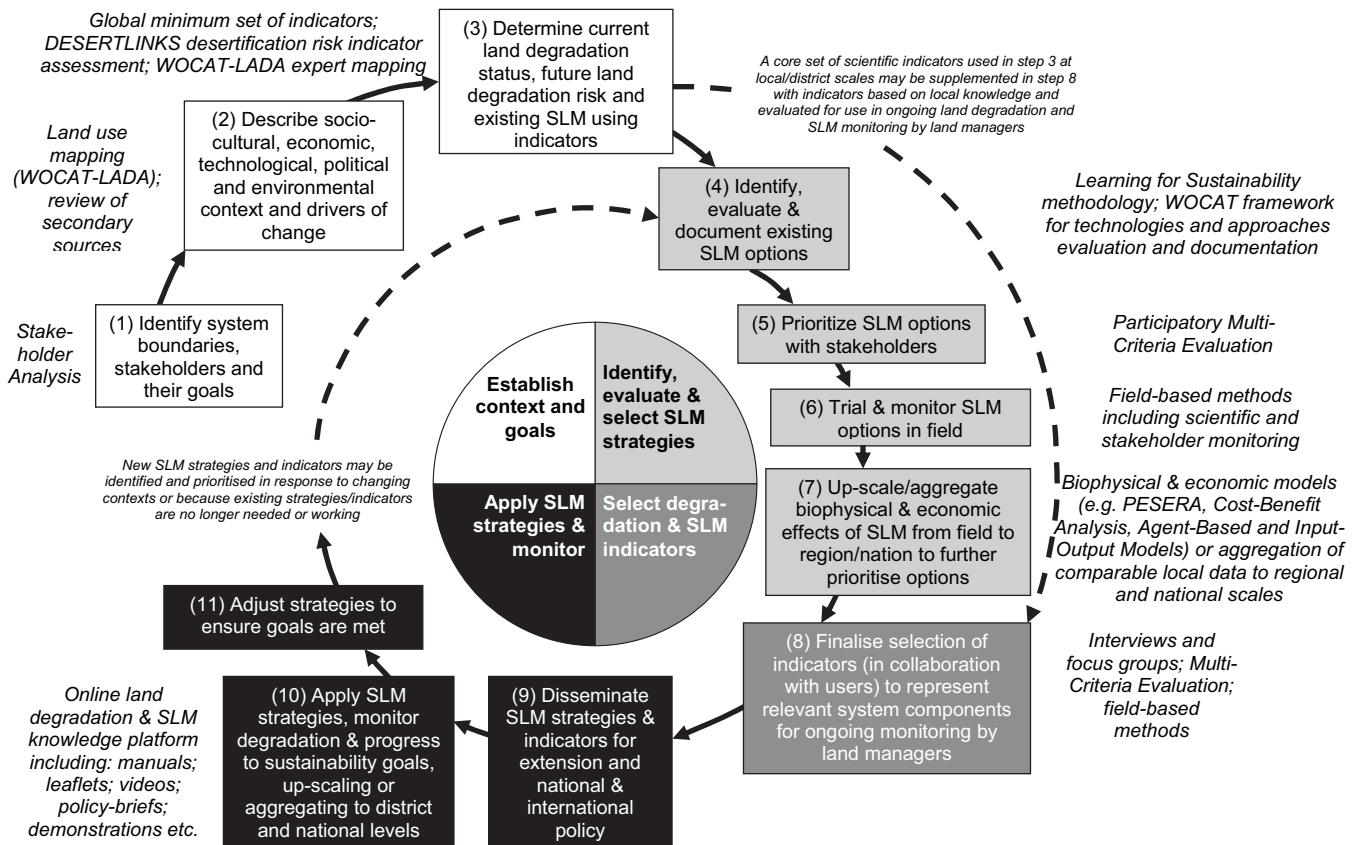 Global minimum set of indicators;
DESERTLINKS desertification risk indicator
assessment; WOCAT-LADA expert mapping
(3) Determine current
land degradation
status, future land
degradation risk and
existing SLM using
indicators
A core set of scientific indicators used in step 3 at
local/district scales may be supplemented in step 8
with indicators based on local knowledge and
evaluated for use in ongoing land degradation and
SLM monitoring by land managers
Land use
mapping
(WOCAT-LADA);
review of
secondary
sources
(2) Describe socio-
cultural, economic,
technological, political
and environmental
context and drivers of
change
(4) Identify,
evaluate &
document existing
SLM options
Learning for Sustainability
methodology; WOCAT framework
for technologies and approaches
evaluation and documentation
Stake-
holder
Analysis
(1) Identify system
boundaries,
stakeholders and
their goals
(5) Prioritize SLM options
with stakeholders
Participatory Multi-
Criteria Evaluation
Establish
context and
goals
Identify,
evaluate &
select SLM
strategies
Apply SLM
strategies &
monitor
Select degra-
dation & SLM
indicators
(6) Trial & monitor SLM
options in field
Field-based methods
including scientific and
stakeholder monitoring
New SLM strategies and indicators may be
identified and prioritised in response to changing
contexts or because existing strategies/indicators
are no longer needed or working
(7) Up-scale/aggregate
biophysical & economic
effects of SLM from field to
region/nation to further
prioritise options
Biophysical & economic models
(e.g. PESERA, Cost-Benefit
Analysis, Agent-Based and Input-
Output Models) or aggregation of
comparable local data to regional
and national scales
(8) Finalise selection of
indicators (in collaboration
with users) to represent
relevant system components
for ongoing monitoring by
land managers
Interviews and
focus groups; Multi-
Criteria Evaluation;
field-based
methods
(9) Disseminate
SLM strategies &
indicators for
extension and
national &
international
policy
(10) Apply SLM
strategies, monitor
degradation & progress
to sustainability goals,
up-scaling or
aggregating to district
and national levels
(11) Adjust strategies to
ensure goals are met
Online land
degradation & SLM
knowledge platform
including: manuals;
leaflets; videos;
policy-briefs;
demonstrations etc.